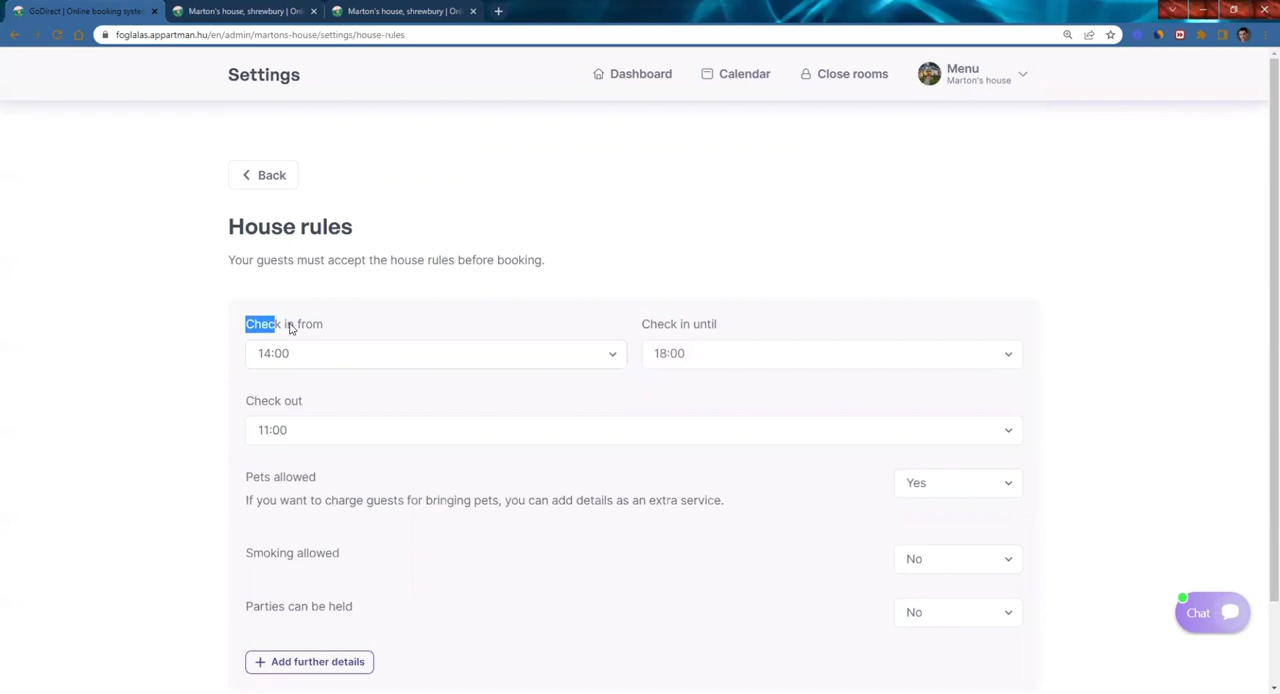 GoDirect | Online booking syste
Marton's house, shrewsbury | Onli
Marton's house, shrewsbury | Onli
foglalas.appartman.hu/en/admin/martons-house/settings/house-rules
Settings
Dashboard
Calendar
Close rooms
Menu
Marton's house
Back
House rules
Your guests must accept the house rules before booking.
Check in from
Check in until
14:00
18:00
Check out
11:00
Pets allowed
If you want to charge guests for bringing pets, you can add details as an extra service.
Yes
Smoking allowed
No
Parties can be held
No
Add further details
Chat